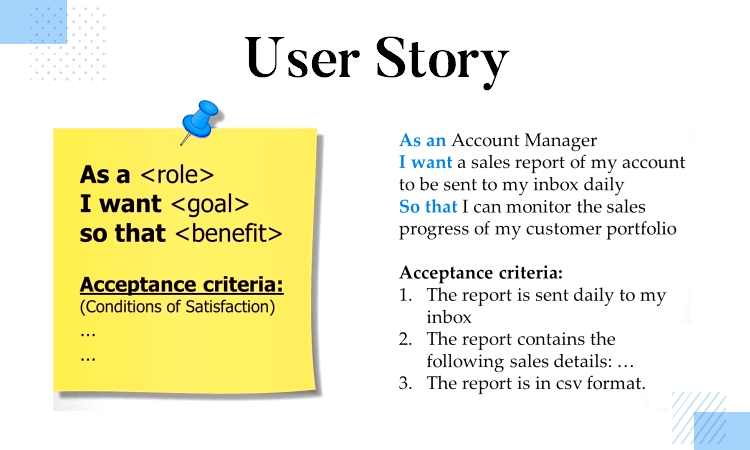 User Story
As a <role>
I want <goal>
so that <benefit>
Acceptance criteria:
(Conditions of Satisfaction)
...
...
As an Account Manager
I want a sales report of my account
to be sent to my inbox daily
So that I can monitor the sales
progress of my customer portfolio
Acceptance criteria:
1. The report is sent daily to my
inbox
2. The report contains the
following sales details: ...
3. The report is in csv format.